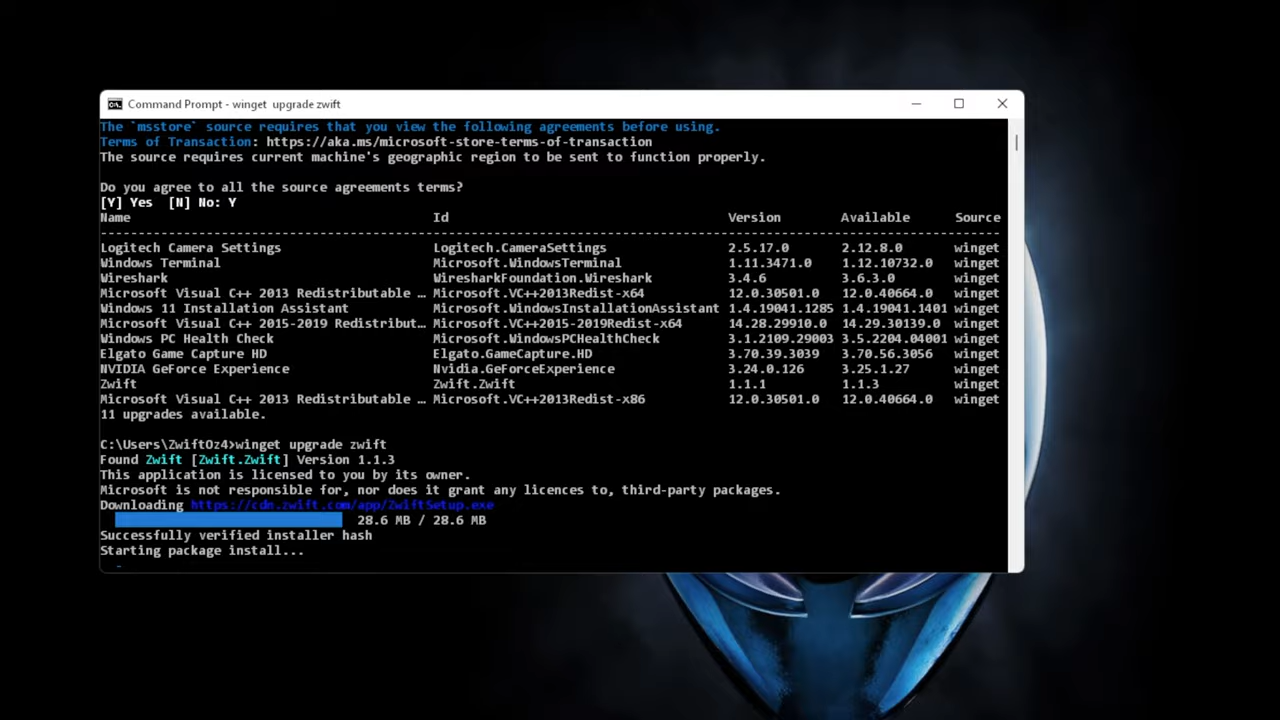 Command Prompt - winget  upgrade zwift
The `msstore` source requires that you view the following agreements before using.
Terms of Transaction: https://aka.ms/microsoft-store-terms-of-transaction
The source requires current machine's geographic region to be sent to function properly.
Do you agree to all the source agreements terms?
[Y] Yes  [N] No: Y
Name Id Version Available Source
Logitech Camera Settings Logitech.CameraSettings 2.5.17.0 2.12.8.0 winget
Windows Terminal Microsoft.WindowsTerminal 1.11.3471.0 1.12.10732.0 winget
Wireshark WiresharkFoundation.Wireshark 3.4.6 3.6.3.0 winget
Microsoft Visual C++ 2013 Redistributable … Microsoft.VC++2013Redist-x64 12.0.30501.0 12.0.40664.0 winget
Windows 11 Installation Assistant Microsoft.WindowsInstallationAssistant 1.4.19041.1285 1.4.19041.1401 winget
Microsoft Visual C++ 2015-2019 Redistribut… Microsoft.VC++2015-2019Redist-x64 14.28.29910.0 14.29.30139.0 winget
Windows PC Health Check Microsoft.WindowsPCHealthCheck 3.1.2109.29003 3.5.2204.04001 winget
Elgato Game Capture HD Elgato.GameCapture.HD 3.70.39.3039 3.70.56.3056 winget
NVIDIA GeForce Experience Nvidia.GeForceExperience 3.24.0.126 3.25.1.27 winget
Zwift Zwift.Zwift 1.1.1 1.1.3 winget
Microsoft Visual C++ 2013 Redistributable … Microsoft.VC++2013Redist-x86 12.0.30501.0 12.0.40664.0 winget
11 upgrades available.
C:\Users\ZwiftOz4>winget upgrade zwift
Found Zwift [Zwift.Zwift] Version 1.1.3
This application is licensed to you by its owner.
Microsoft is not responsible for, nor does it grant any licences to, third-party packages.
Downloading https://cdn.zwift.com/app/ZwiftSetup.exe
28.6 MB / 28.6 MB
Successfully verified installer hash
Starting package install...